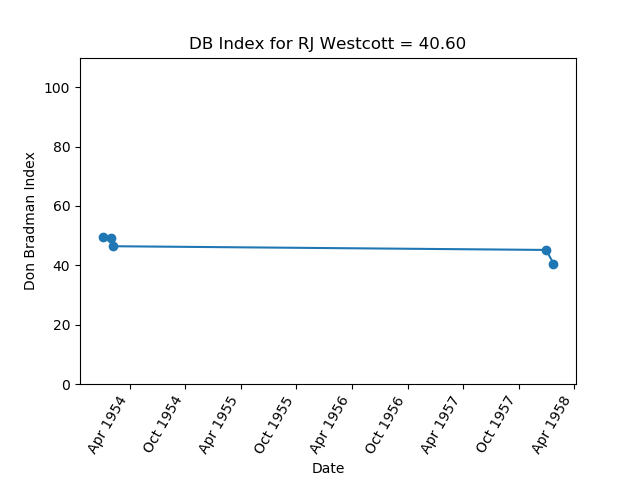 DB Index for RJ Westcott = 40.60
100
80
60
40
20
0
Don Bradman Index
Apr 1954
Oct 1954
Apr 1955
Oct 1955
Apr 1956
Oct 1956
Apr 1957
Oct 1957
Apr 1958
Date